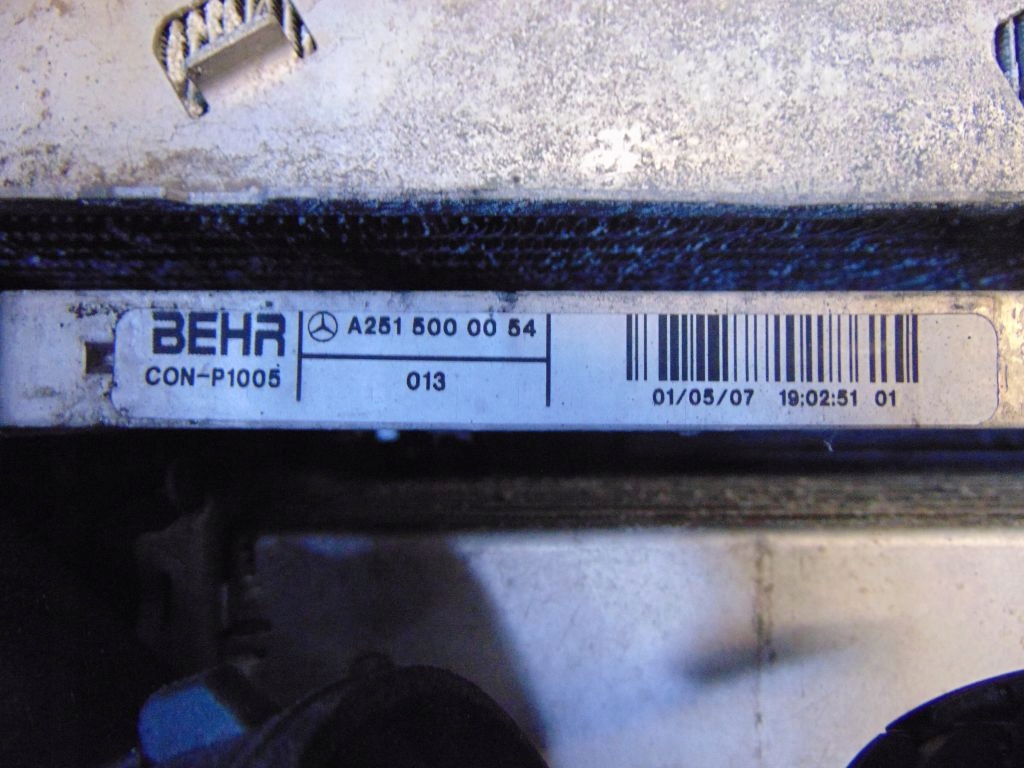 BEHR
CON-P1005
A251 500 00 54
013
01/05/07 19:02:51 01